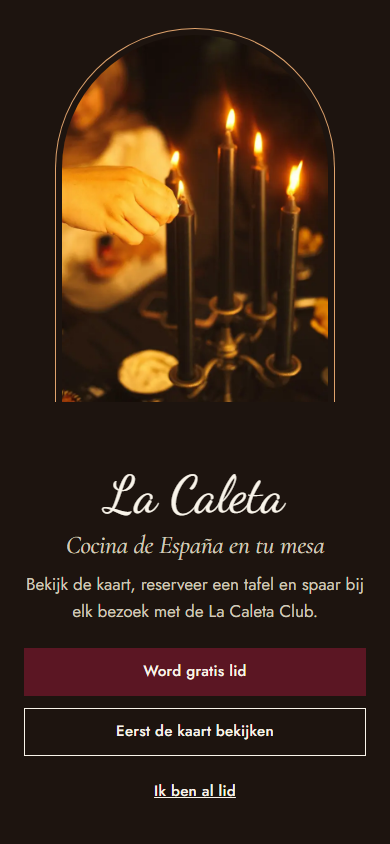 La Caleta
Cocina de España en tu mesa
Bekijk de kaart, reserveer een tafel en spaar bij
elk bezoek met de La Caleta Club.
Word gratis lid
Eerst de kaart bekijken
Ik ben al lid